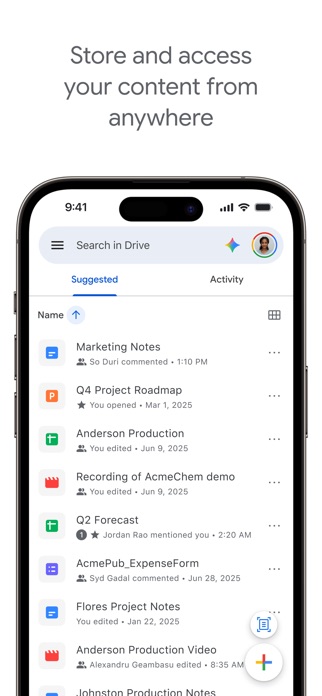 Store and access
your content from
anywhere
9:41
Search in Drive
Suggested
Activity
Name
Marketing Notes
So Duri commented • 1:10 PM
P
Q4 Project Roadmap
You opened • Mar 1, 2025
Anderson Production
You edited • Jun 9, 2025
Recording of AcmeChem demo
You edited • Jun 9, 2025
Q2 Forecast
1 Jordan Rao mentioned you • 2:20 AM
AcmePub_ExpenseForm
Syd Gadal commented • Jun 28, 2025
Flores Project Notes
You edited • Jan 22, 2025
Anderson Production Video
Alexandru Geambasu edited • 8:35 AM
Johnston Production Notes